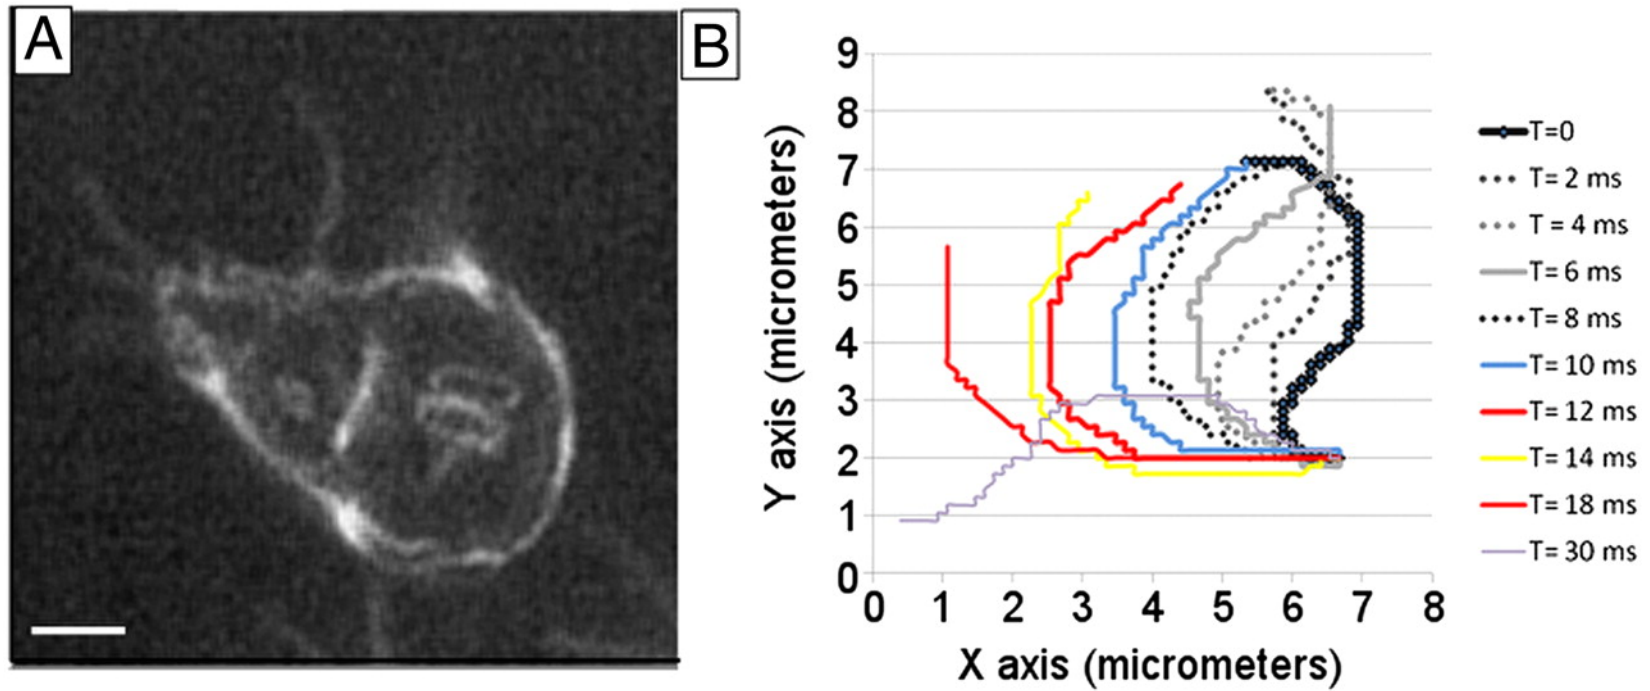 A
B
Y axis (micrometers)
9
8
7
6
5
4
3
2
1
0
0 1 2 3 4 5 6 7 8
X axis (micrometers)
T=0
T= 2 ms
T = 4 ms
T= 6 ms
T= 8 ms
T= 10 ms
T= 12 ms
T= 14 ms
T= 18 ms
T= 30 ms